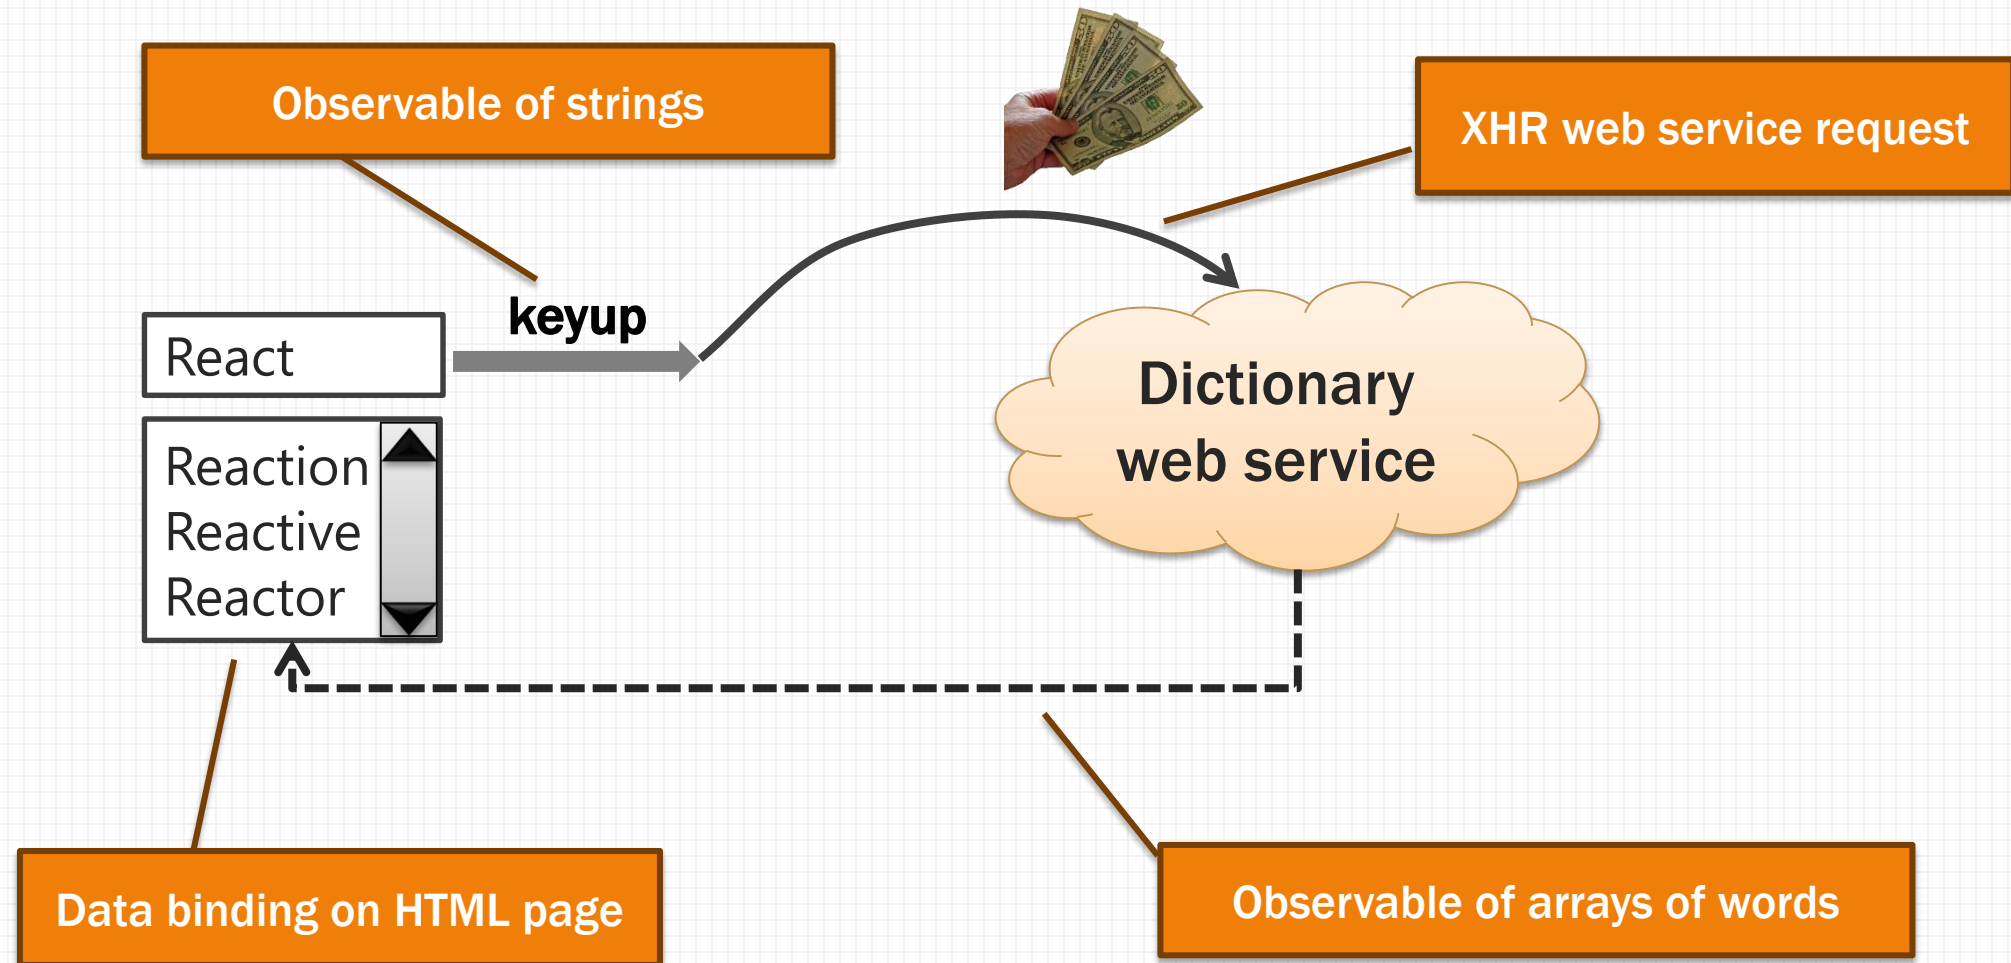 Observable of strings
XHR web service request
keyup
React
Reaction
Reactive
Reactor
Dictionary
web service
Data binding on HTML page
Observable of arrays of words